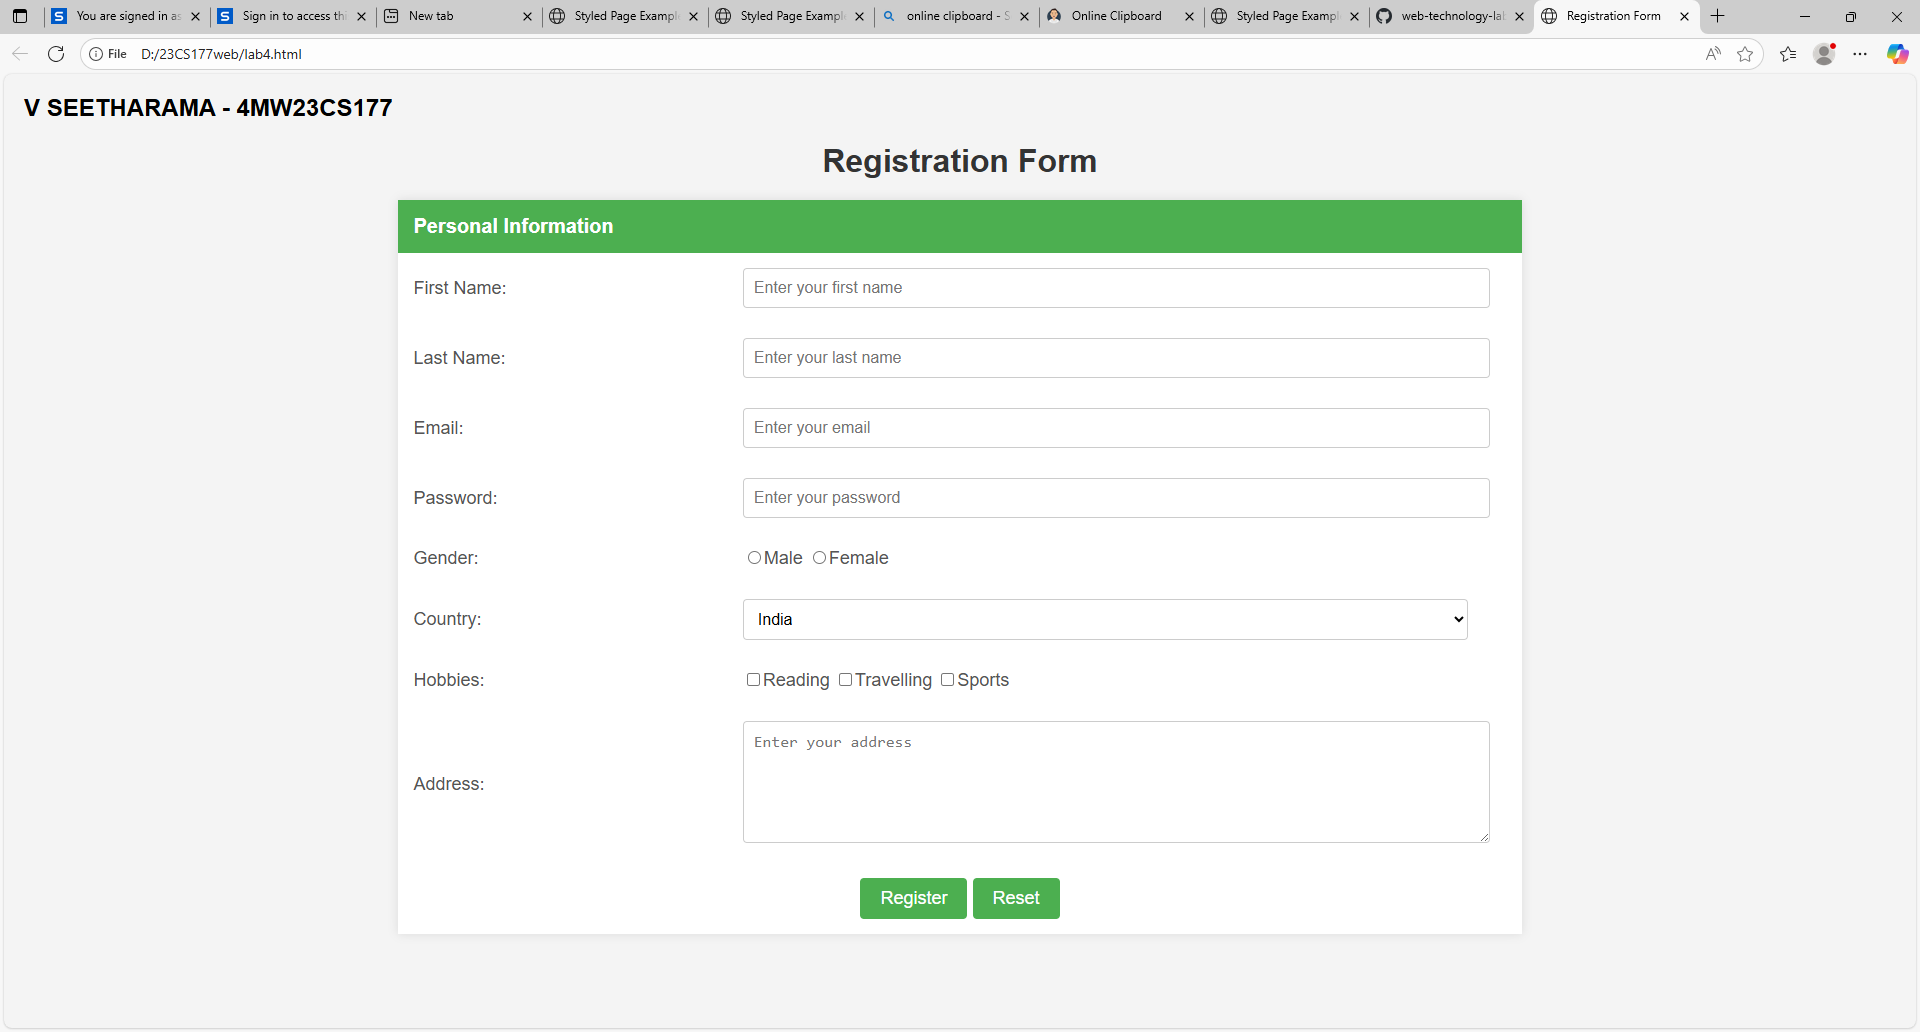 You are signed in as
Sign in to access thi
New tab
Styled Page Exampl
Styled Page Exampl
online clipboard - S
Online Clipboard
Styled Page Exampl
web-technology-lab
Registration Form
File D:/23CS177web/lab4.html
V SEETHARAMA - 4MW23CS177
Registration Form
Personal Information
First Name: Enter your first name
Last Name: Enter your last name
Email: Enter your email
Password: Enter your password
Gender: Male Female
Country: India
Hobbies: Reading Travelling Sports
Address: Enter your address
Register Reset